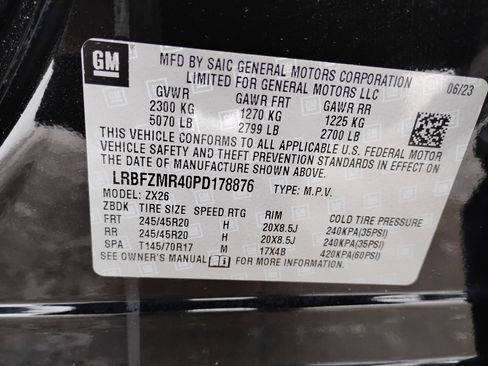 GM
MFD BY SAIC GENERAL MOTORS CORPORATION
LIMITED FOR GENERAL MOTORS LLC
06/23
GVWR GAWR FRT GAWR RR
2300 KG 1270 KG 1225 KG
5070 LB 2799 LB 2700 LB
THIS VEHICLE CONFORMS TO ALL APPLICABLE U.S. FEDERAL MOTOR
VEHICLE SAFETY AND THEFT PREVENTION STANDARDS IN EFFECT ON
THE DATE OF MANUFACTURE SHOWN ABOVE.
LRBFZMR40PD178876 TYPE: M.P.V.
MODEL: ZX26
ZBDK TIRE SIZE SPEED RTG RIM COLD TIRE PRESSURE
FRT 245/45R20 H 20X8.5J 240KPA(35PSI)
RR 245/45R20 H 20X8.5J 240KPA(35PSI)
SPA T145/70R17 M 17X4B 420KPA(60PSI)
SEE OWNER'S MANUAL FOR MORE INFORMATION.